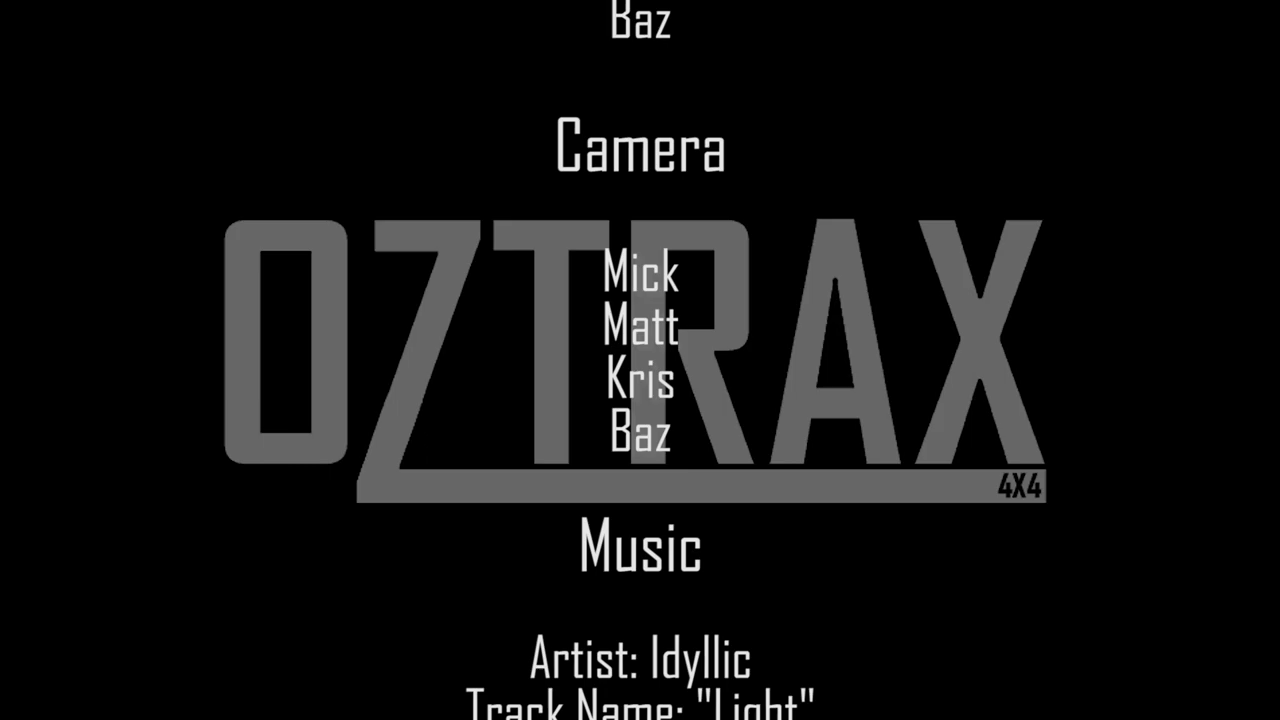 Baz
Camera
OZTRAX
Mick
Matt
Kris
Baz
4X4
Music
Artist: Idyllic
Track Name: "Light"